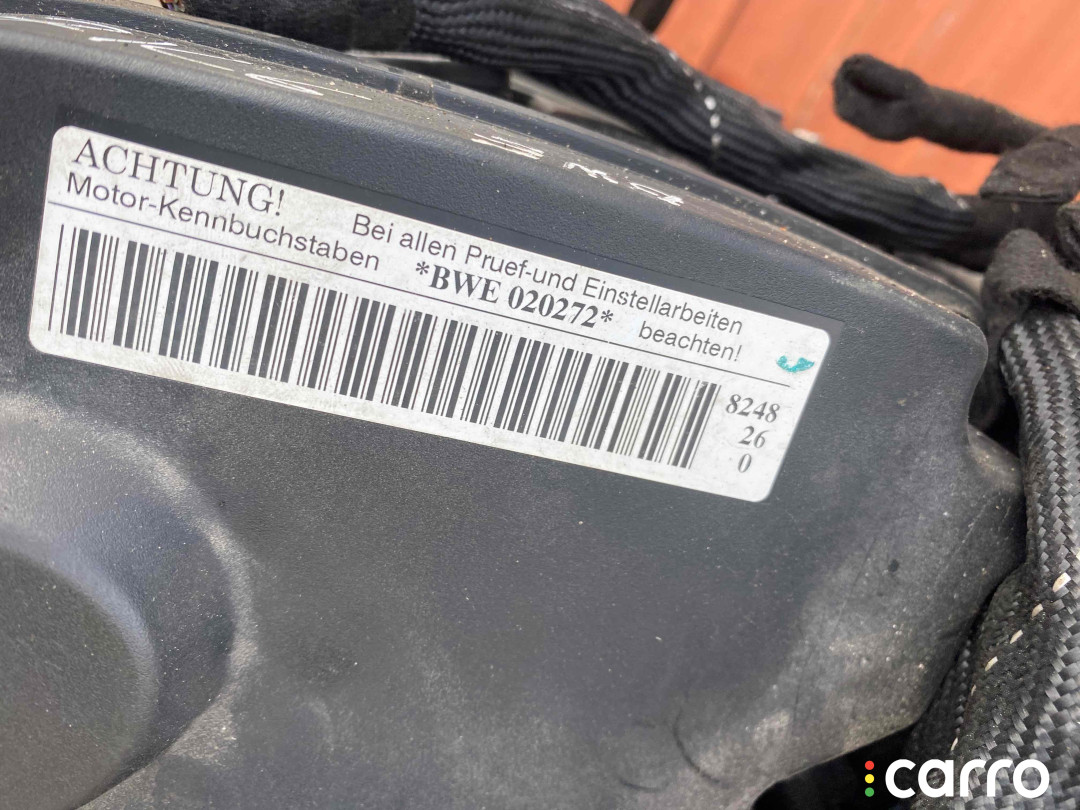 ACHTUNG! Bei allen Pruef-und Einstellarbeiten
Motor-Kennbuchstaben *BWE 020272* beachten!
8248
26
0
carro